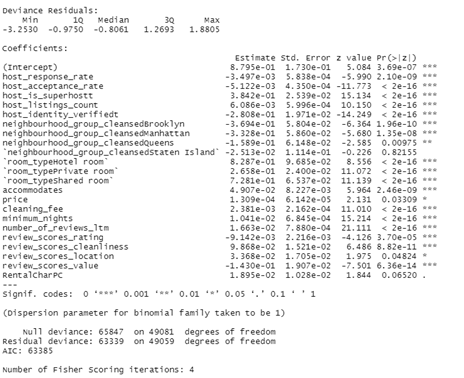 Deviance Residuals:
Min 1Q Median 3Q Max
-3.2530 -0.9750 -0.8061 1.2693 1.8805
Coefficients:
Estimate Std. Error z value Pr(>|z|)
(Intercept) 8.795e-01 1.730e-01 5.084 3.69e-07 ***
host_response_rate -3.497e-03 5.838e-04 -5.990 2.10e-09 ***
host_acceptance_rate -5.122e-03 4.350e-04 -11.773 < 2e-16 ***
host_is_superhostt 3.842e-01 2.539e-02 15.134 < 2e-16 ***
host_listings_count 6.086e-03 5.996e-04 10.150 < 2e-16 ***
host_identity_verifiedt -2.808e-01 1.971e-02 -14.249 < 2e-16 ***
neighbourhood_group_cleansedBrooklyn -3.694e-01 5.804e-02 -6.364 1.96e-10 ***
neighbourhood_group_cleansedManhattan -3.328e-01 5.860e-02 -5.680 1.35e-08 ***
neighbourhood_group_cleansedQueens -1.589e-01 6.148e-02 -2.585 0.00975 **
`neighbourhood_group_cleansedStaten Island` -2.513e-02 1.114e-01 -0.226 0.82155
`room_typeHotel room` 8.287e-01 9.685e-02 8.556 < 2e-16 ***
`room_typePrivate room` 2.658e-01 2.400e-02 11.072 < 2e-16 ***
`room_typeShared room` 7.281e-01 6.537e-02 11.139 < 2e-16 ***
accommodates 4.907e-02 8.227e-03 5.964 2.46e-09 ***
price 1.309e-04 6.142e-05 2.131 0.03309 *
cleaning_fee 2.381e-03 2.162e-04 11.010 < 2e-16 ***
minimum_nights 1.041e-02 6.845e-04 15.214 < 2e-16 ***
number_of_reviews_ltm 1.663e-02 7.880e-04 21.111 < 2e-16 ***
review_scores_rating -9.142e-03 2.216e-03 -4.126 3.70e-05 ***
review_scores_cleanliness 9.868e-02 1.521e-02 6.486 8.82e-11 ***
review_scores_location 3.368e-02 1.705e-02 1.975 0.04824 *
review_scores_value -1.430e-01 1.907e-02 -7.501 6.36e-14 ***
RentalCharPC 1.895e-02 1.028e-02 1.844 0.06520 .
---
Signif. codes: 0 ‘***’ 0.001 ‘**’ 0.01 ‘*’ 0.05 ‘.’ 0.1 ‘ ’ 1
(Dispersion parameter for binomial family taken to be 1)
Null deviance: 65847 on 49081 degrees of freedom
Residual deviance: 63339 on 49059 degrees of freedom
AIC: 63385
Number of Fisher Scoring iterations: 4